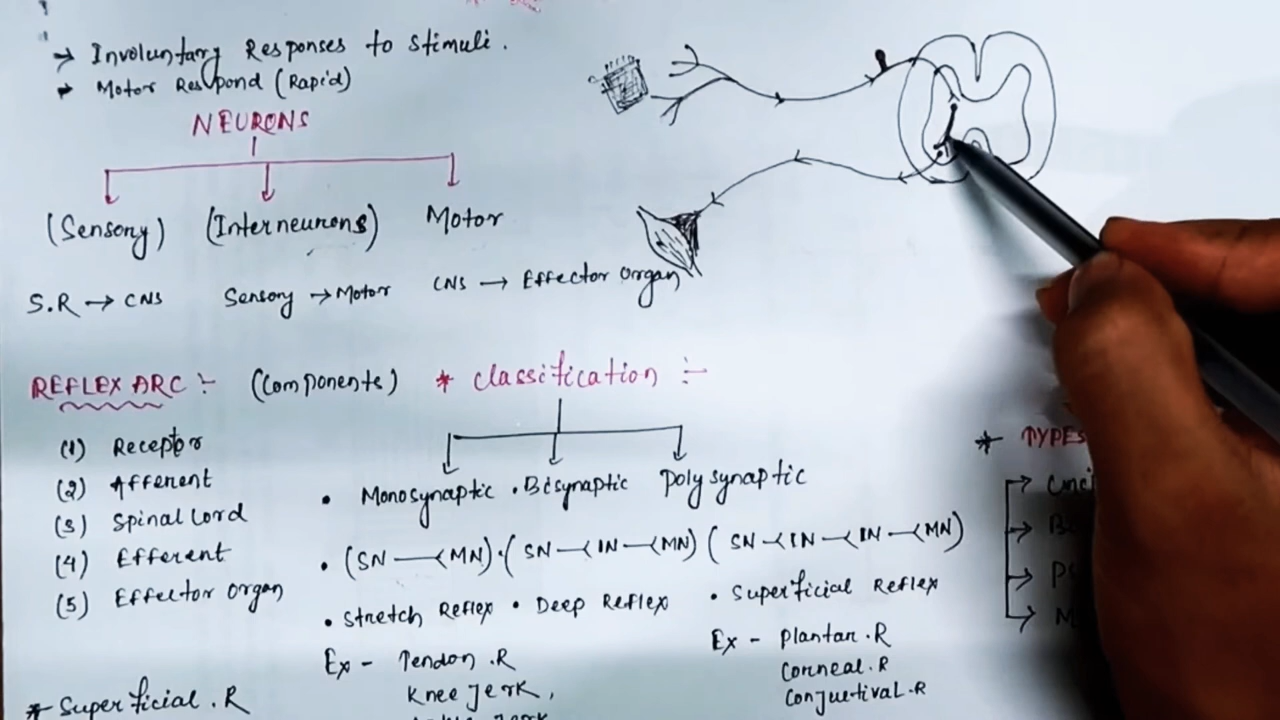 → Involuntary Responses to stimuli.
→ Motor Respond (Rapid)
NEURONS
(Sensory) (Interneurons) Motor
S.R → CNS Sensory → Motor CNS → Effector Organ
REFLEX ARC :- (Components)
(1) Receptor
(2) Afferent
(3) Spinal Cord
(4) Efferent
(5) Effector Organ
* Classification :-
• Monosynaptic • Bisynaptic Poly synaptic
• (SN —< MN) • (SN —< IN —< MN) (SN —< IN —< IN —< MN)
• Stretch Reflex • Deep Reflex • Superficial Reflex
Ex - Tendon .R
Knee Jerk,
Ex - Plantar .R
Corneal .R
Conjuctival .R
* TYPES
* Superficial . R